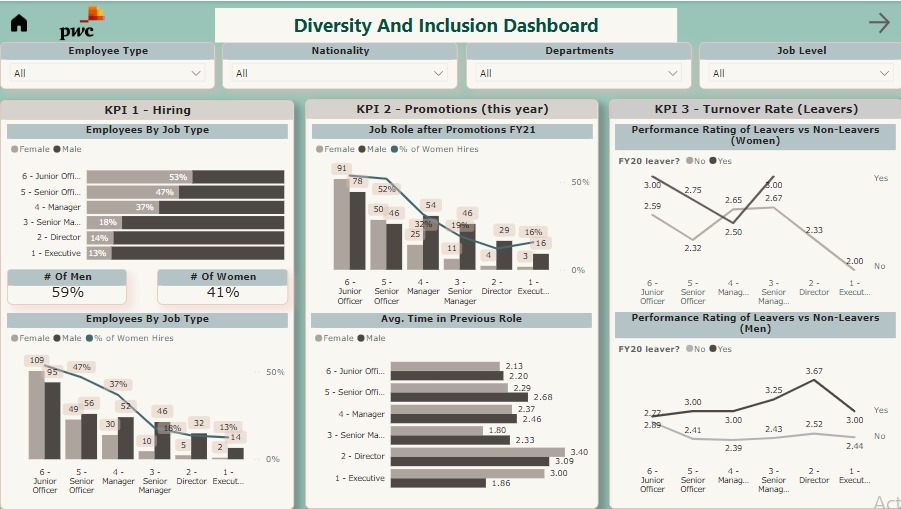 pwc
Diversity And Inclusion Dashboard
Employee Type
Nationality
Departments
Job Level
All
All
All
All
KPI 1 - Hiring
Employees By Job Type
Female Male
6 - Junior Offi... 53%
5 - Senior Offi... 47%
4 - Manager 37%
3 - Senior Ma... 18%
2 - Director 14%
1 - Executive 13%
# Of Men
59%
# Of Women
41%
Employees By Job Type
Female Male % of Women Hires
109 95 47% 50%
49 56 37%
30 52 46
10 18% 32
5 13%
2 14 0%
6 - Junior Officer
5 - Senior Officer
4 - Manager
3 - Senior Manager
2 - Director
1 - Execut...
KPI 2 - Promotions (this year)
Job Role after Promotions FY21
Female Male % of Women Hires
91 78 52% 50%
50 46 54 46
25 32% 19% 29 16%
11 4 3 16 0%
6 - Junior Officer
5 - Senior Officer
4 - Manager
3 - Senior Manager
2 - Director
1 - Execut...
Avg. Time in Previous Role
Female Male
6 - Junior Offi... 2.13 2.20
5 - Senior Offi... 2.29 2.68
4 - Manager 2.37 2.46
3 - Senior Ma... 1.80 2.33
2 - Director 3.40 3.09
1 - Executive 3.00 1.86
KPI 3 - Turnover Rate (Leavers)
Performance Rating of Leavers vs Non-Leavers
(Women)
FY20 leaver? No Yes
3.00 2.75 2.50 3.00 Yes
2.59 2.32 2.65 2.67 2.33 2.00 No
6 - Junior Officer
5 - Senior Officer
4 - Manag...
3 - Senior Manag...
2 - Director
1 - Execut...
Performance Rating of Leavers vs Non-Leavers
(Men)
FY20 leaver? No Yes
2.77 3.00 3.00 3.25 3.67 3.00 Yes
2.89 2.41 2.39 2.43 2.52 2.44 No
6 - Junior Officer
5 - Senior Officer
4 - Manag...
3 - Senior Manag...
2 - Director
1 - Execut...
Act